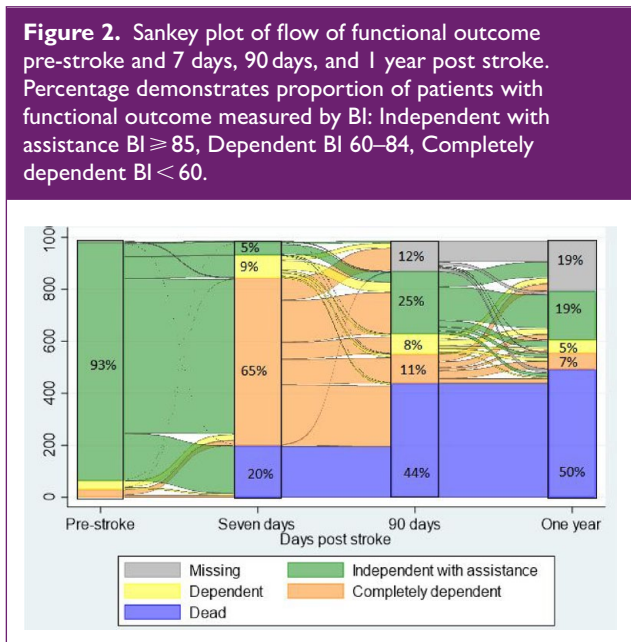 Figure 2. Sankey plot of flow of functional outcome
pre-stroke and 7 days, 90 days, and 1 year post stroke.
Percentage demonstrates proportion of patients with
functional outcome measured by BI: Independent with
assistance BI ≥ 85, Dependent BI 60–84, Completely
dependent BI < 60.
1000
800
600
400
200
0
93%
5%
9%
65%
20%
12%
25%
8%
11%
44%
19%
19%
5%
7%
50%
Pre-stroke Seven days 90 days One year
Days post stroke
Missing Independent with assistance
Dependent Completely dependent
Dead